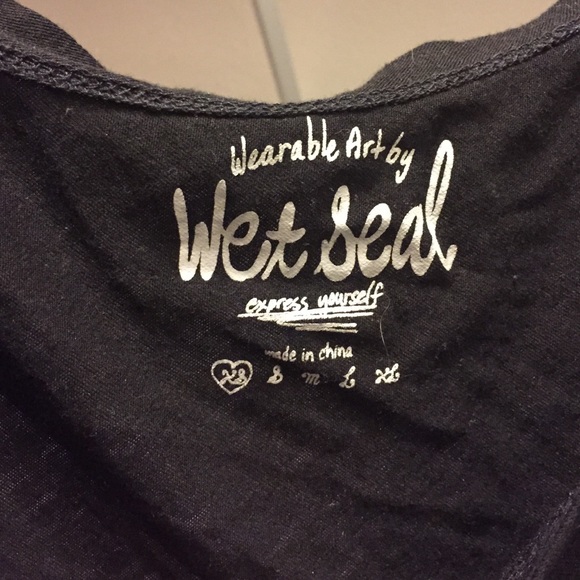 Wearable Art by
Wet Seal
express yourself
made in china
XS S M L XL